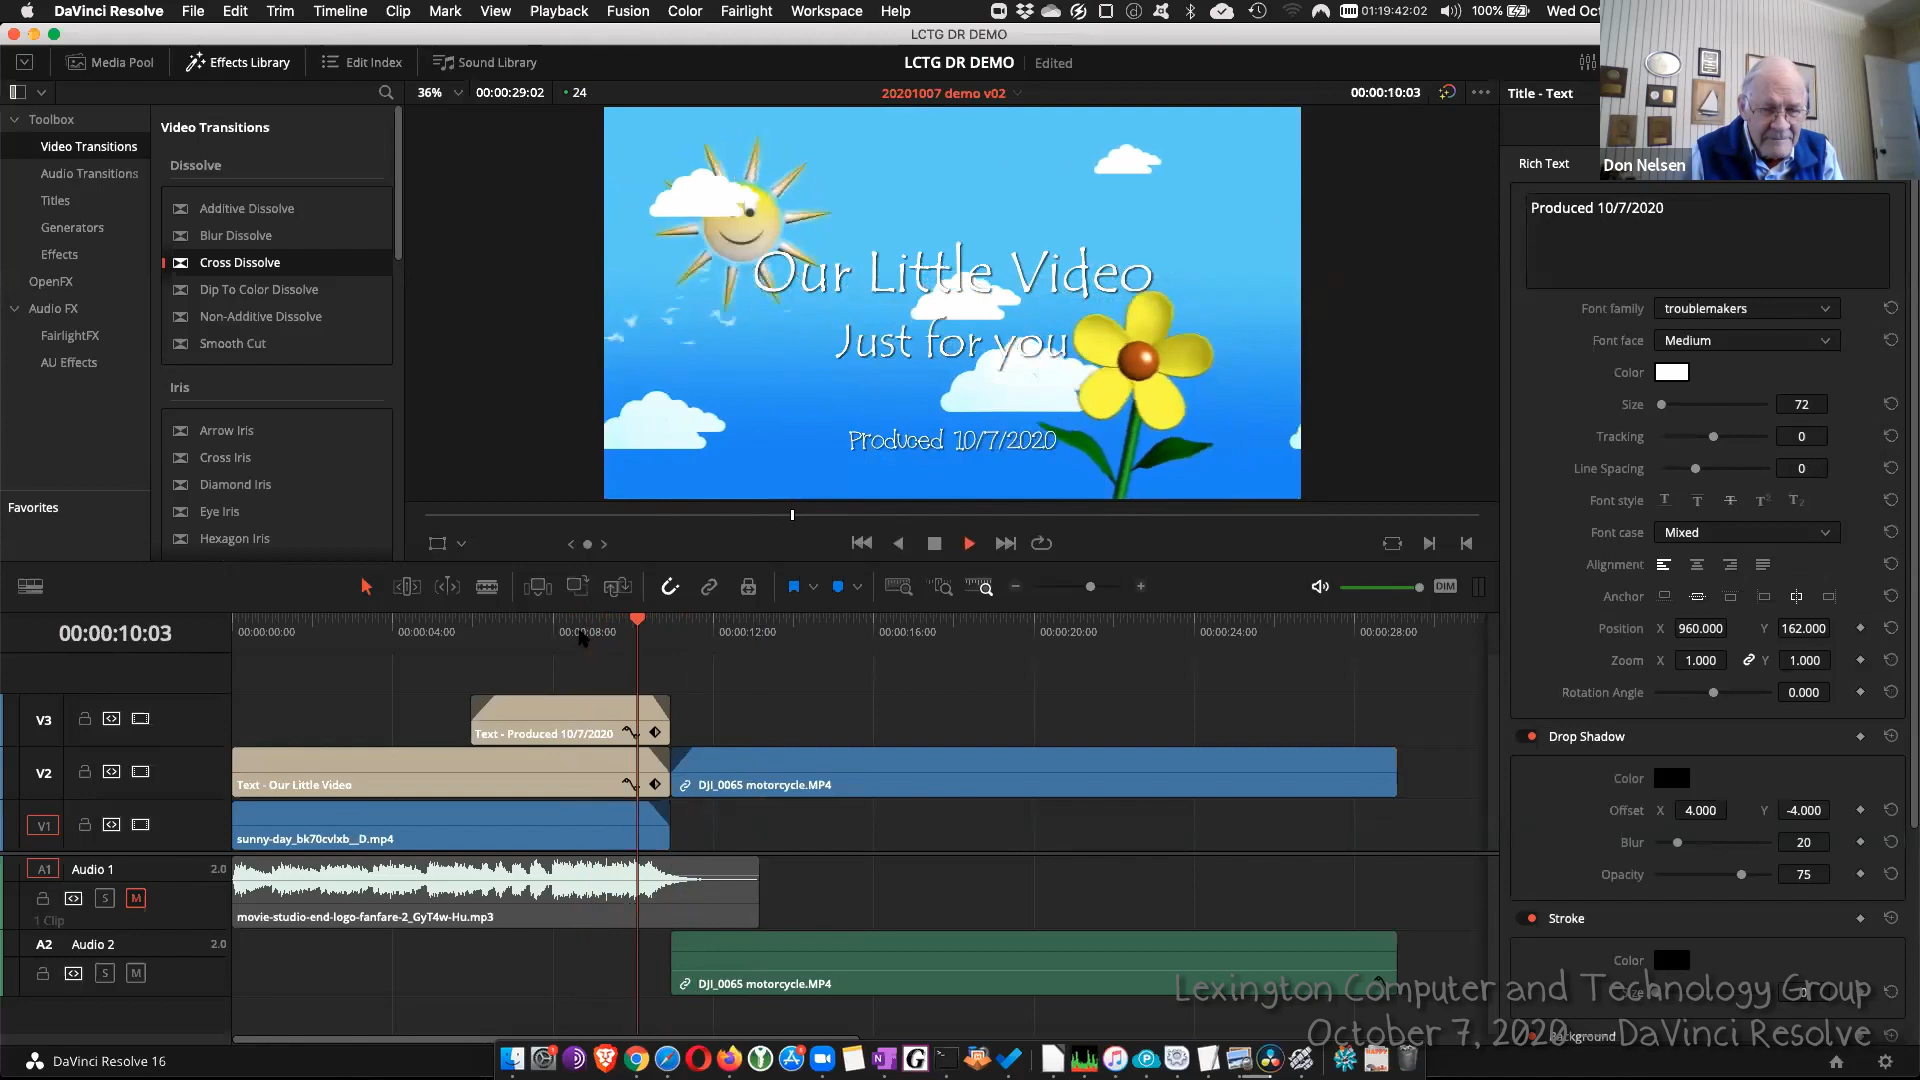 DaVinci Resolve File Edit Trim Timeline Clip Mark View Playback Fusion Color Fairlight Workspace Help 01:19:42:02 100% Wed Oct
LCTG DR DEMO
Media Pool Effects Library Edit Index Sound Library LCTG DR DEMO Edited
36% 00:00:29:02 24 20201007 demo v02 00:00:10:03 Title - Text
Toolbox
Video Transitions
Audio Transitions
Titles
Generators
Effects
OpenFX
Audio FX
FairlightFX
AU Effects
Favorites
Video Transitions
Dissolve
Additive Dissolve
Blur Dissolve
Cross Dissolve
Dip To Color Dissolve
Non-Additive Dissolve
Smooth Cut
Iris
Arrow Iris
Cross Iris
Diamond Iris
Eye Iris
Hexagon Iris
Our Little Video
Just for you
Produced 10/7/2020
Don Nelsen
Rich Text
Produced 10/7/2020
Font family troublemakers
Font face Medium
Color
Size 72
Tracking 0
Line Spacing 0
Font style T T T T2 T2
Font case Mixed
Alignment
Anchor
Position X 960.000 Y 162.000
Zoom X 1.000 Y 1.000
Rotation Angle 0.000
Drop Shadow
Color
Offset X 4.000 Y -4.000
Blur 20
Opacity 75
Stroke
Color
Background
DIM
00:00:10:03 00:00:00:00 00:00:04:00 00:00:08:00 00:00:12:00 00:00:16:00 00:00:20:00 00:00:24:00 00:00:28:00
V3
Text - Produced 10/7/2020
V2
Text - Our Little Video DJI_0065 motorcycle.MP4
V1
sunny-day_bk70cvlxb__D.mp4
A1 Audio 1 2.0
S M
1 Clip
movie-studio-end-logo-fanfare-2_GyT4w-Hu.mp3
A2 Audio 2 2.0
S M
DJI_0065 motorcycle.MP4
Lexington Computer and Technology Group
October 7, 2020 - DaVinci Resolve
DaVinci Resolve 16